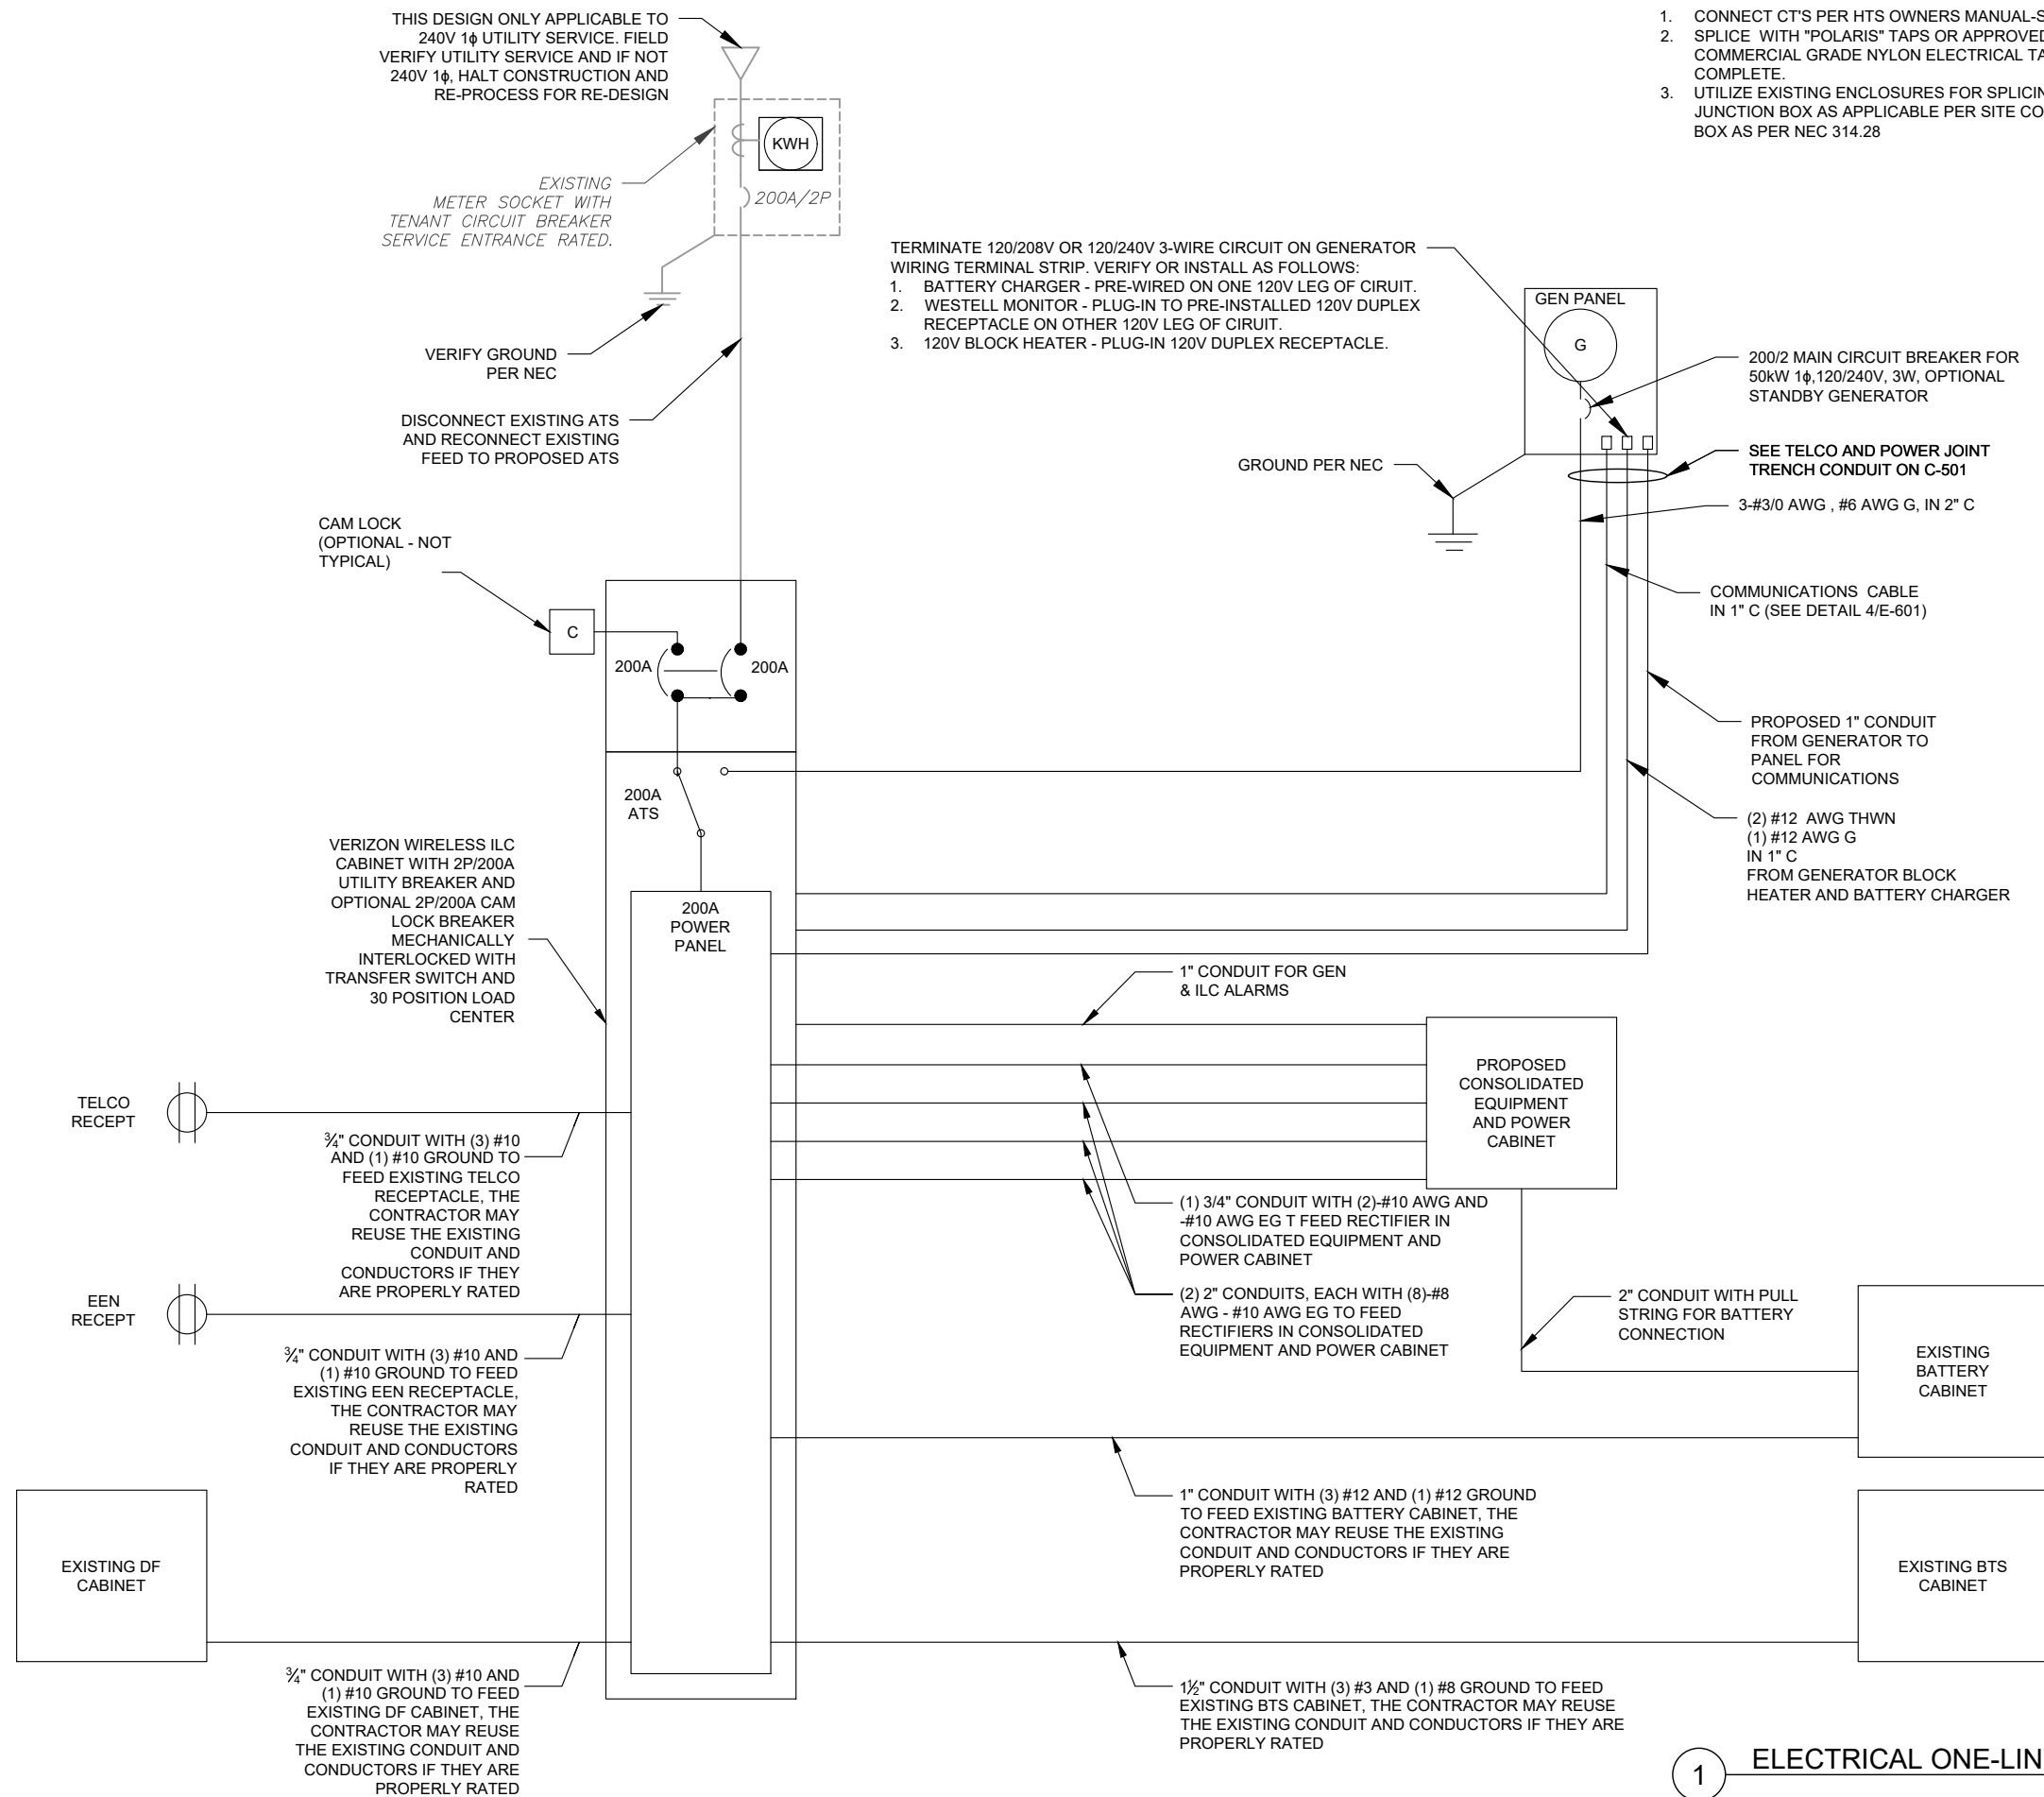 THIS DESIGN ONLY APPLICABLE TO
240V 1ϕ UTILITY SERVICE. FIELD
VERIFY UTILITY SERVICE AND IF NOT
240V 1ϕ, HALT CONSTRUCTION AND
RE-PROCESS FOR RE-DESIGN
1. CONNECT CT'S PER HTS OWNERS MANUAL-S
2. SPLICE WITH "POLARIS" TAPS OR APPROVED
COMMERCIAL GRADE NYLON ELECTRICAL TA
COMPLETE.
3. UTILIZE EXISTING ENCLOSURES FOR SPLICIN
JUNCTION BOX AS APPLICABLE PER SITE CO
BOX AS PER NEC 314.28
KWH
200A/2P
EXISTING
METER SOCKET WITH
TENANT CIRCUIT BREAKER
SERVICE ENTRANCE RATED.
VERIFY GROUND
PER NEC
DISCONNECT EXISTING ATS
AND RECONNECT EXISTING
FEED TO PROPOSED ATS
TERMINATE 120/208V OR 120/240V 3-WIRE CIRCUIT ON GENERATOR
WIRING TERMINAL STRIP. VERIFY OR INSTALL AS FOLLOWS:
1. BATTERY CHARGER - PRE-WIRED ON ONE 120V LEG OF CIRUIT.
2. WESTELL MONITOR - PLUG-IN TO PRE-INSTALLED 120V DUPLEX
RECEPTACLE ON OTHER 120V LEG OF CIRUIT.
3. 120V BLOCK HEATER - PLUG-IN 120V DUPLEX RECEPTACLE.
GEN PANEL
G
200/2 MAIN CIRCUIT BREAKER FOR
50kW 1ϕ,120/240V, 3W, OPTIONAL
STANDBY GENERATOR
GROUND PER NEC
SEE TELCO AND POWER JOINT
TRENCH CONDUIT ON C-501
3-#3/0 AWG , #6 AWG G, IN 2" C
COMMUNICATIONS CABLE
IN 1" C (SEE DETAIL 4/E-601)
PROPOSED 1" CONDUIT
FROM GENERATOR TO
PANEL FOR
COMMUNICATIONS
(2) #12 AWG THWN
(1) #12 AWG G
IN 1" C
FROM GENERATOR BLOCK
HEATER AND BATTERY CHARGER
CAM LOCK
(OPTIONAL - NOT
TYPICAL)
C
200A
200A
200A
ATS
VERIZON WIRELESS ILC
CABINET WITH 2P/200A
UTILITY BREAKER AND
OPTIONAL 2P/200A CAM
LOCK BREAKER
MECHANICALLY
INTERLOCKED WITH
TRANSFER SWITCH AND
30 POSITION LOAD
CENTER
200A
POWER
PANEL
1" CONDUIT FOR GEN
& ILC ALARMS
PROPOSED
CONSOLIDATED
EQUIPMENT
AND POWER
CABINET
TELCO
RECEPT
¾" CONDUIT WITH (3) #10
AND (1) #10 GROUND TO
FEED EXISTING TELCO
RECEPTACLE, THE
CONTRACTOR MAY
REUSE THE EXISTING
CONDUIT AND
CONDUCTORS IF THEY
ARE PROPERLY RATED
(1) 3/4" CONDUIT WITH (2)-#10 AWG AND
-#10 AWG EG T FEED RECTIFIER IN
CONSOLIDATED EQUIPMENT AND
POWER CABINET
(2) 2" CONDUITS, EACH WITH (8)-#8
AWG - #10 AWG EG TO FEED
RECTIFIERS IN CONSOLIDATED
EQUIPMENT AND POWER CABINET
2" CONDUIT WITH PULL
STRING FOR BATTERY
CONNECTION
EXISTING
BATTERY
CABINET
EEN
RECEPT
¾" CONDUIT WITH (3) #10 AND
(1) #10 GROUND TO FEED
EXISTING EEN RECEPTACLE,
THE CONTRACTOR MAY
REUSE THE EXISTING
CONDUIT AND CONDUCTORS
IF THEY ARE PROPERLY
RATED
1" CONDUIT WITH (3) #12 AND (1) #12 GROUND
TO FEED EXISTING BATTERY CABINET, THE
CONTRACTOR MAY REUSE THE EXISTING
CONDUIT AND CONDUCTORS IF THEY ARE
PROPERLY RATED
EXISTING DF
CABINET
EXISTING BTS
CABINET
¾" CONDUIT WITH (3) #10 AND
(1) #10 GROUND TO FEED
EXISTING DF CABINET, THE
CONTRACTOR MAY REUSE
THE EXISTING CONDUIT AND
CONDUCTORS IF THEY ARE
PROPERLY RATED
1½" CONDUIT WITH (3) #3 AND (1) #8 GROUND TO FEED
EXISTING BTS CABINET, THE CONTRACTOR MAY REUSE
THE EXISTING CONDUIT AND CONDUCTORS IF THEY ARE
PROPERLY RATED
1 ELECTRICAL ONE-LIN